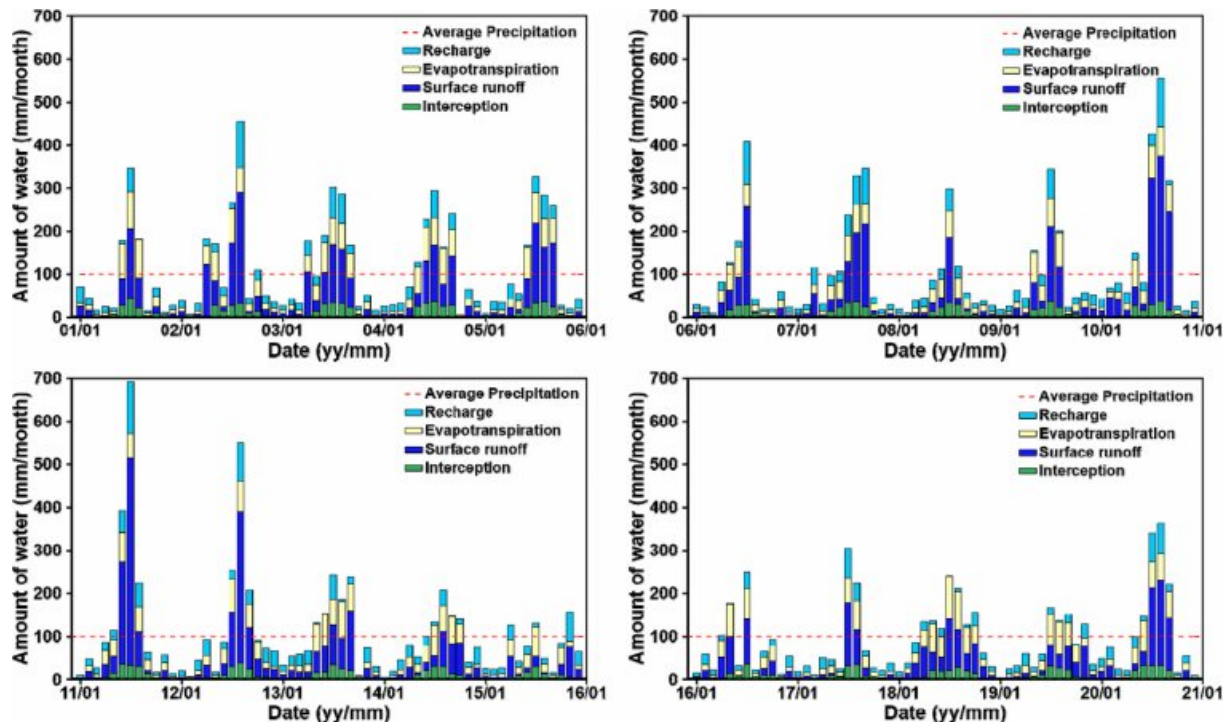 Amount of water (mm/month)
700
600
500
400
300
200
100
0
Average Precipitation
Recharge
Evapotranspiration
Surface runoff
Interception
01/01 02/01 03/01 04/01 05/01 06/01
Date (yy/mm)
Amount of water (mm/month)
700
600
500
400
300
200
100
0
Average Precipitation
Recharge
Evapotranspiration
Surface runoff
Interception
06/01 07/01 08/01 09/01 10/01 11/01
Date (yy/mm)
Amount of water (mm/month)
700
600
500
400
300
200
100
0
Average Precipitation
Recharge
Evapotranspiration
Surface runoff
Interception
11/01 12/01 13/01 14/01 15/01 16/01
Date (yy/mm)
Amount of water (mm/month)
700
600
500
400
300
200
100
0
Average Precipitation
Recharge
Evapotranspiration
Surface runoff
Interception
16/01 17/01 18/01 19/01 20/01 21/01
Date (yy/mm)